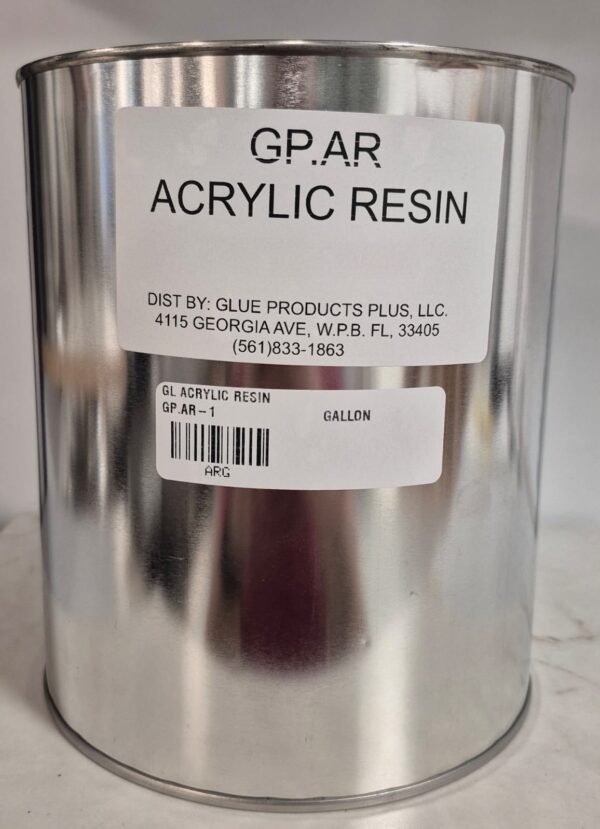 GP.AR
ACRYLIC RESIN
DIST BY: GLUE PRODUCTS PLUS, LLC.
4115 GEORGIA AVE, W.P.B. FL, 33405
(561)833-1863
GL ACRYLIC RESIN
GP.AR-1 GALLON
ARG